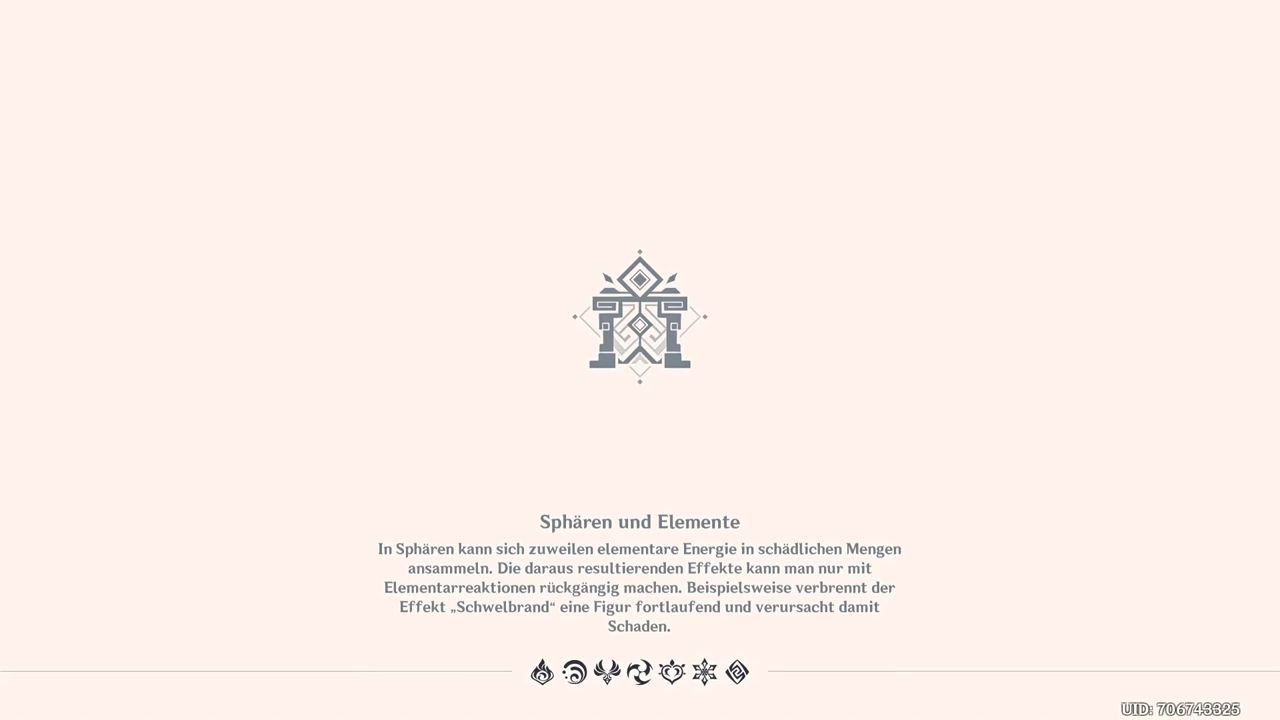 Sphären und Elemente
In Sphären kann sich zuweilen elementare Energie in schädlichen Mengen
ansammeln. Die daraus resultierenden Effekte kann man nur mit
Elementarreaktionen rückgängig machen. Beispielsweise verbrennt der
Effekt „Schwelbrand“ eine Figur fortlaufend und verursacht damit
Schaden.
UID: 706743325